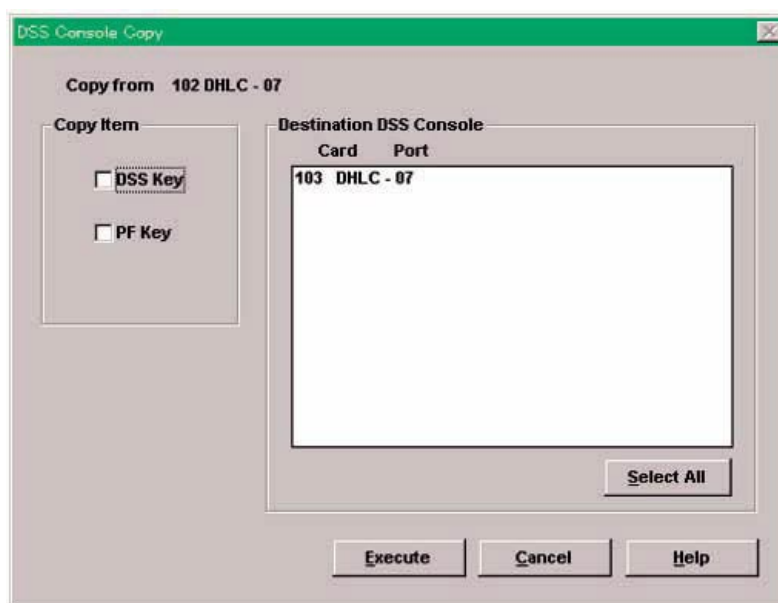 DSS Console Copy
Copy from 102 DHLC - 07
Copy Item
DSS Key
PF Key
Destination DSS Console
Card Port
103 DHLC - 07
Select All
Execute Cancel Help